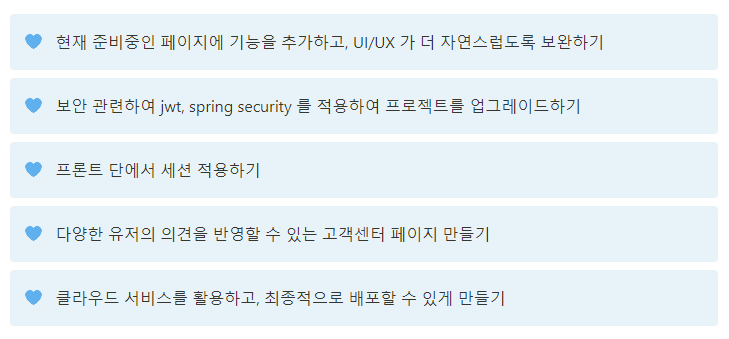 현재 준비중인 페이지에 기능을 추가하고, UI/UX 가 더 자연스럽도록 보완하기
보안 관련하여 jwt, spring security 를 적용하여 프로젝트를 업그레이드하기
프론트 단에서 세션 적용하기
다양한 유저의 의견을 반영할 수 있는 고객센터 페이지 만들기
클라우드 서비스를 활용하고, 최종적으로 배포할 수 있게 만들기